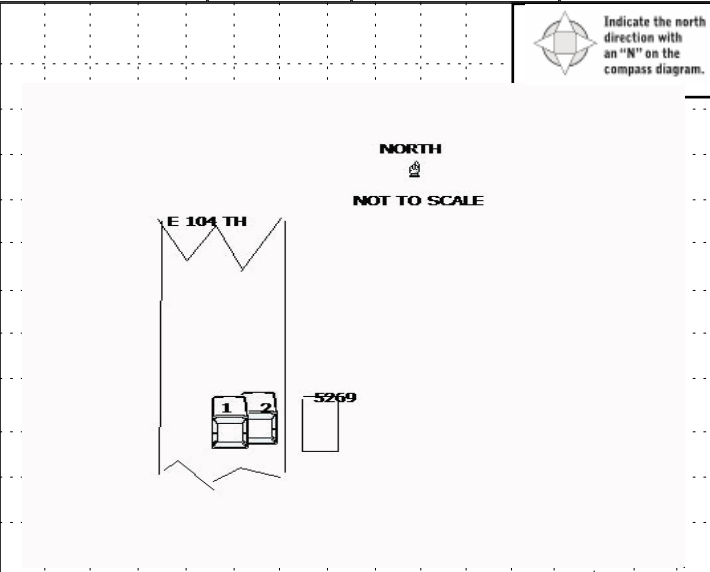 Indicate the north
direction with
an “N” on the
compass diagram.
NORTH
NOT TO SCALE
E 104 TH
1 2
5269